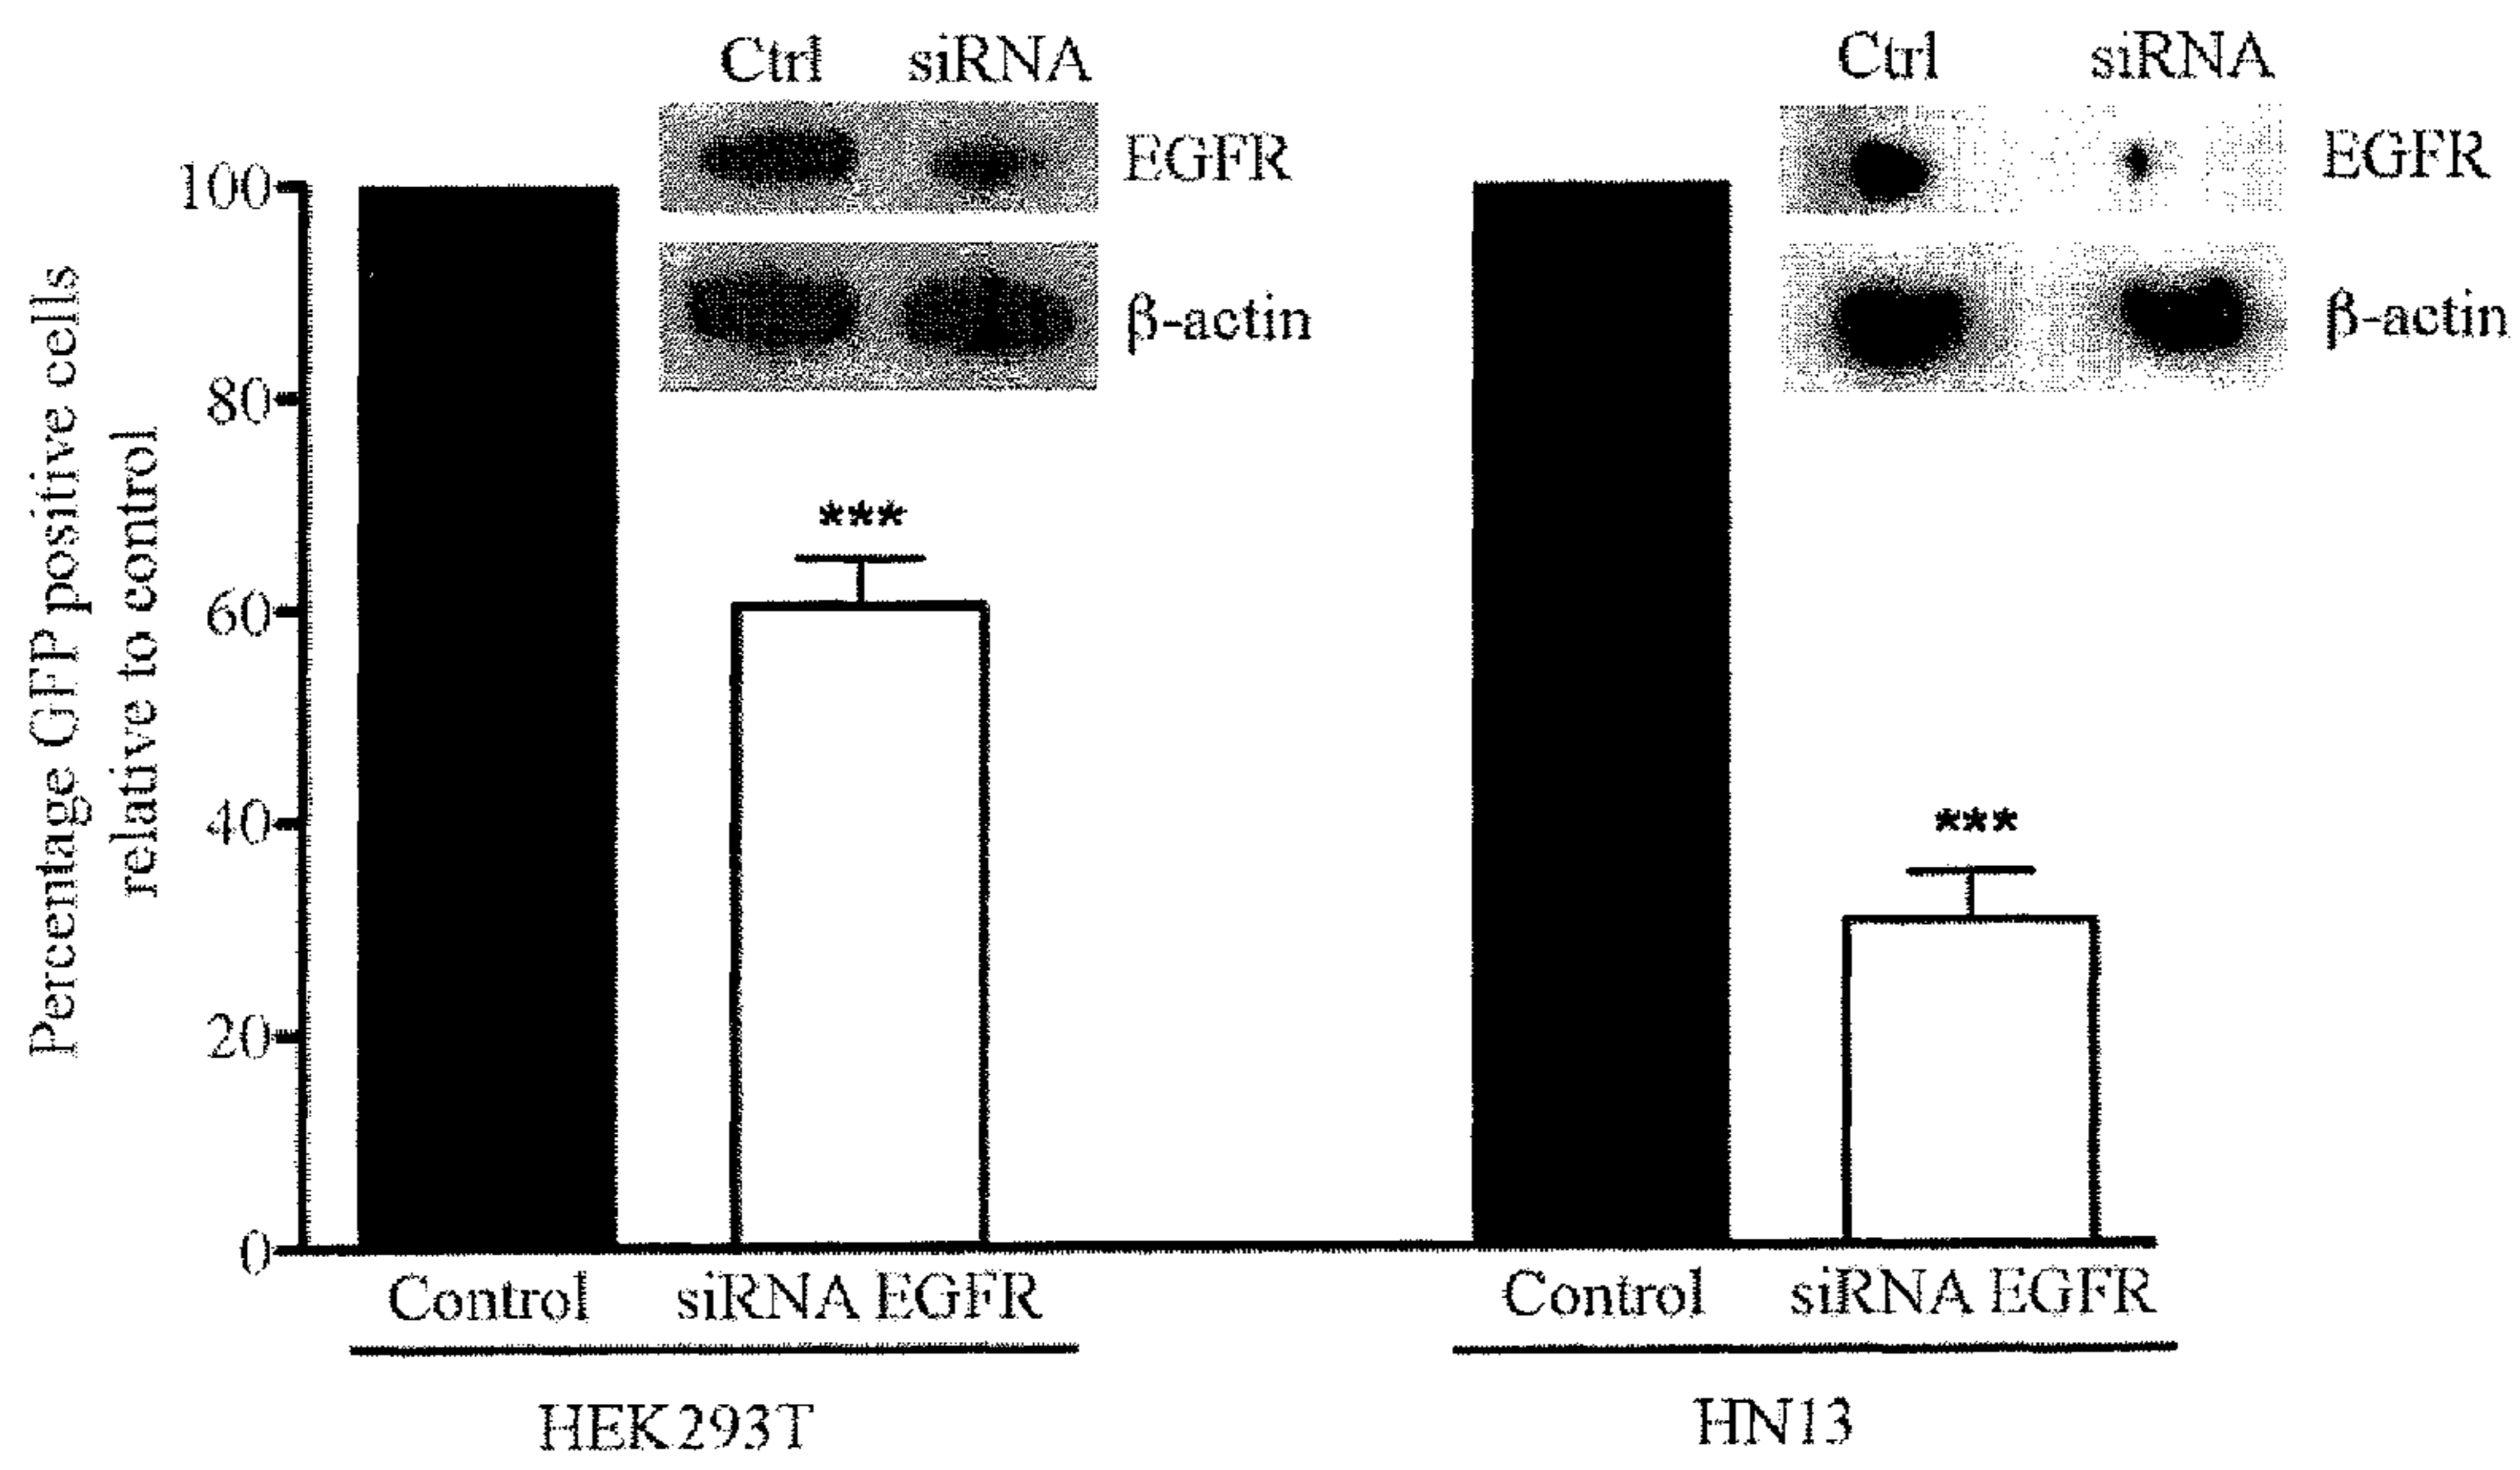 Ctrl siRNA
EGFR
β-actin
Ctrl siRNA
EGFR
β-actin
Percentage GFP positive cells
relative to control
100
80
60
40
20
0
***
***
Control siRNA EGFR
HEK293T
Control siRNA EGFR
HN13